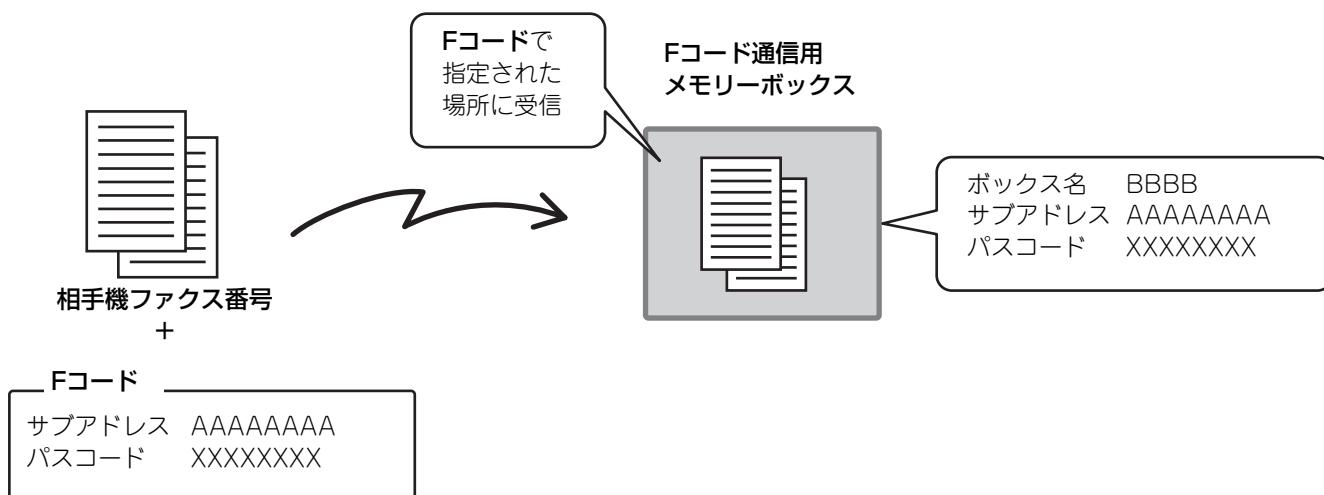 Fコードで
指定された
場所に受信
Fコード通信用
メモリーボックス
ボックス名 BBBB
サブアドレス AAAAAAAA
パスコード XXXXXXXX
相手機ファクス番号
+
Fコード
サブアドレス AAAAAAAA
パスコード XXXXXXXX